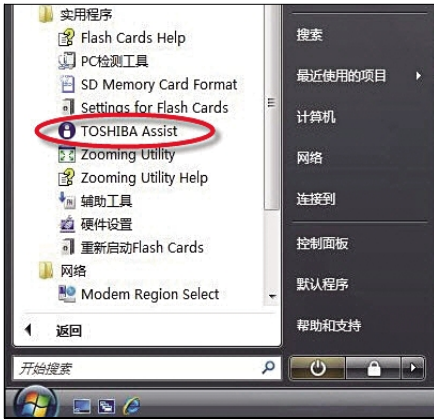 实用程序
Flash Cards Help
PC检测工具
SD Memory Card Format
Settings for Flash Cards
TOSHIBA Assist
Zooming Utility
Zooming Utility Help
辅助工具
硬件设置
重新启动Flash Cards
网络
Modem Region Select
返回
开始搜索
搜索
最近使用的项目
计算机
网络
连接到
控制面板
默认程序
帮助和支持